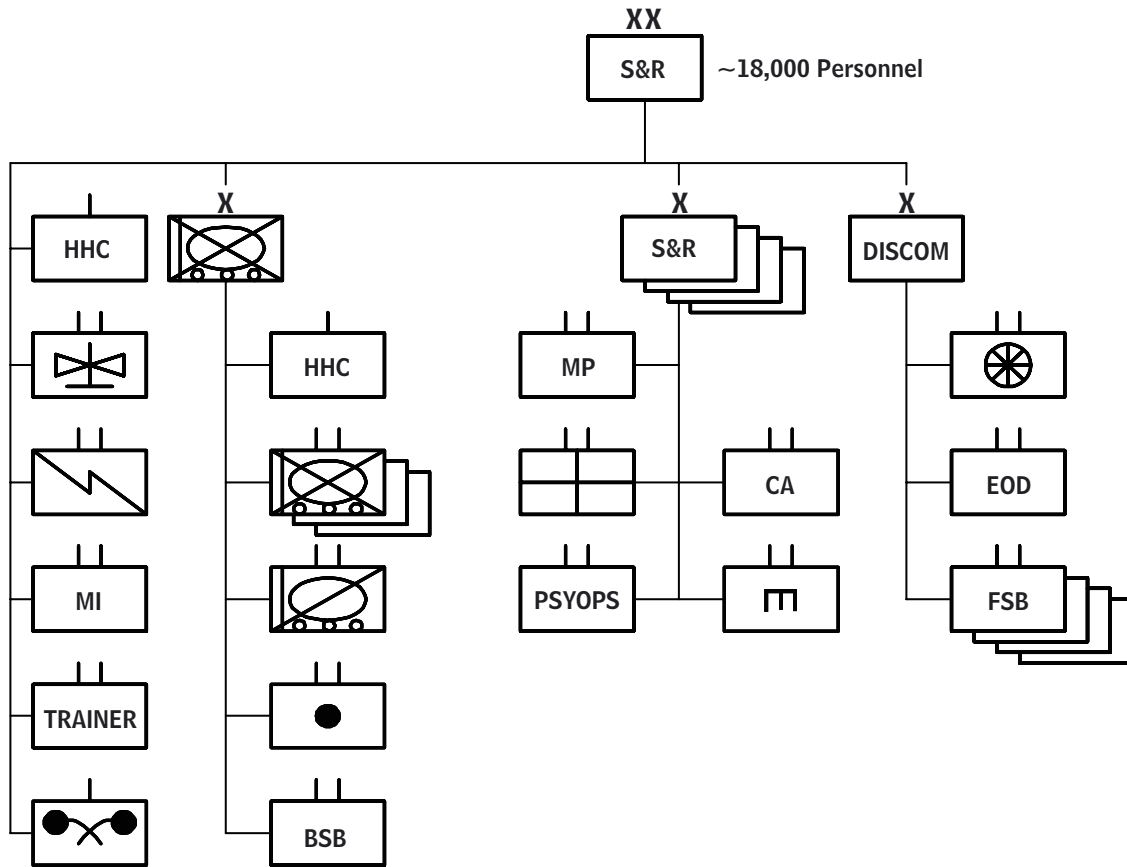 XX
S&R
~18,000 Personnel
X
X
X
HHC
S&R
DISCOM
HHC
MP
CA
EOD
MI
PSYOPS
FSB
TRAINER
BSB